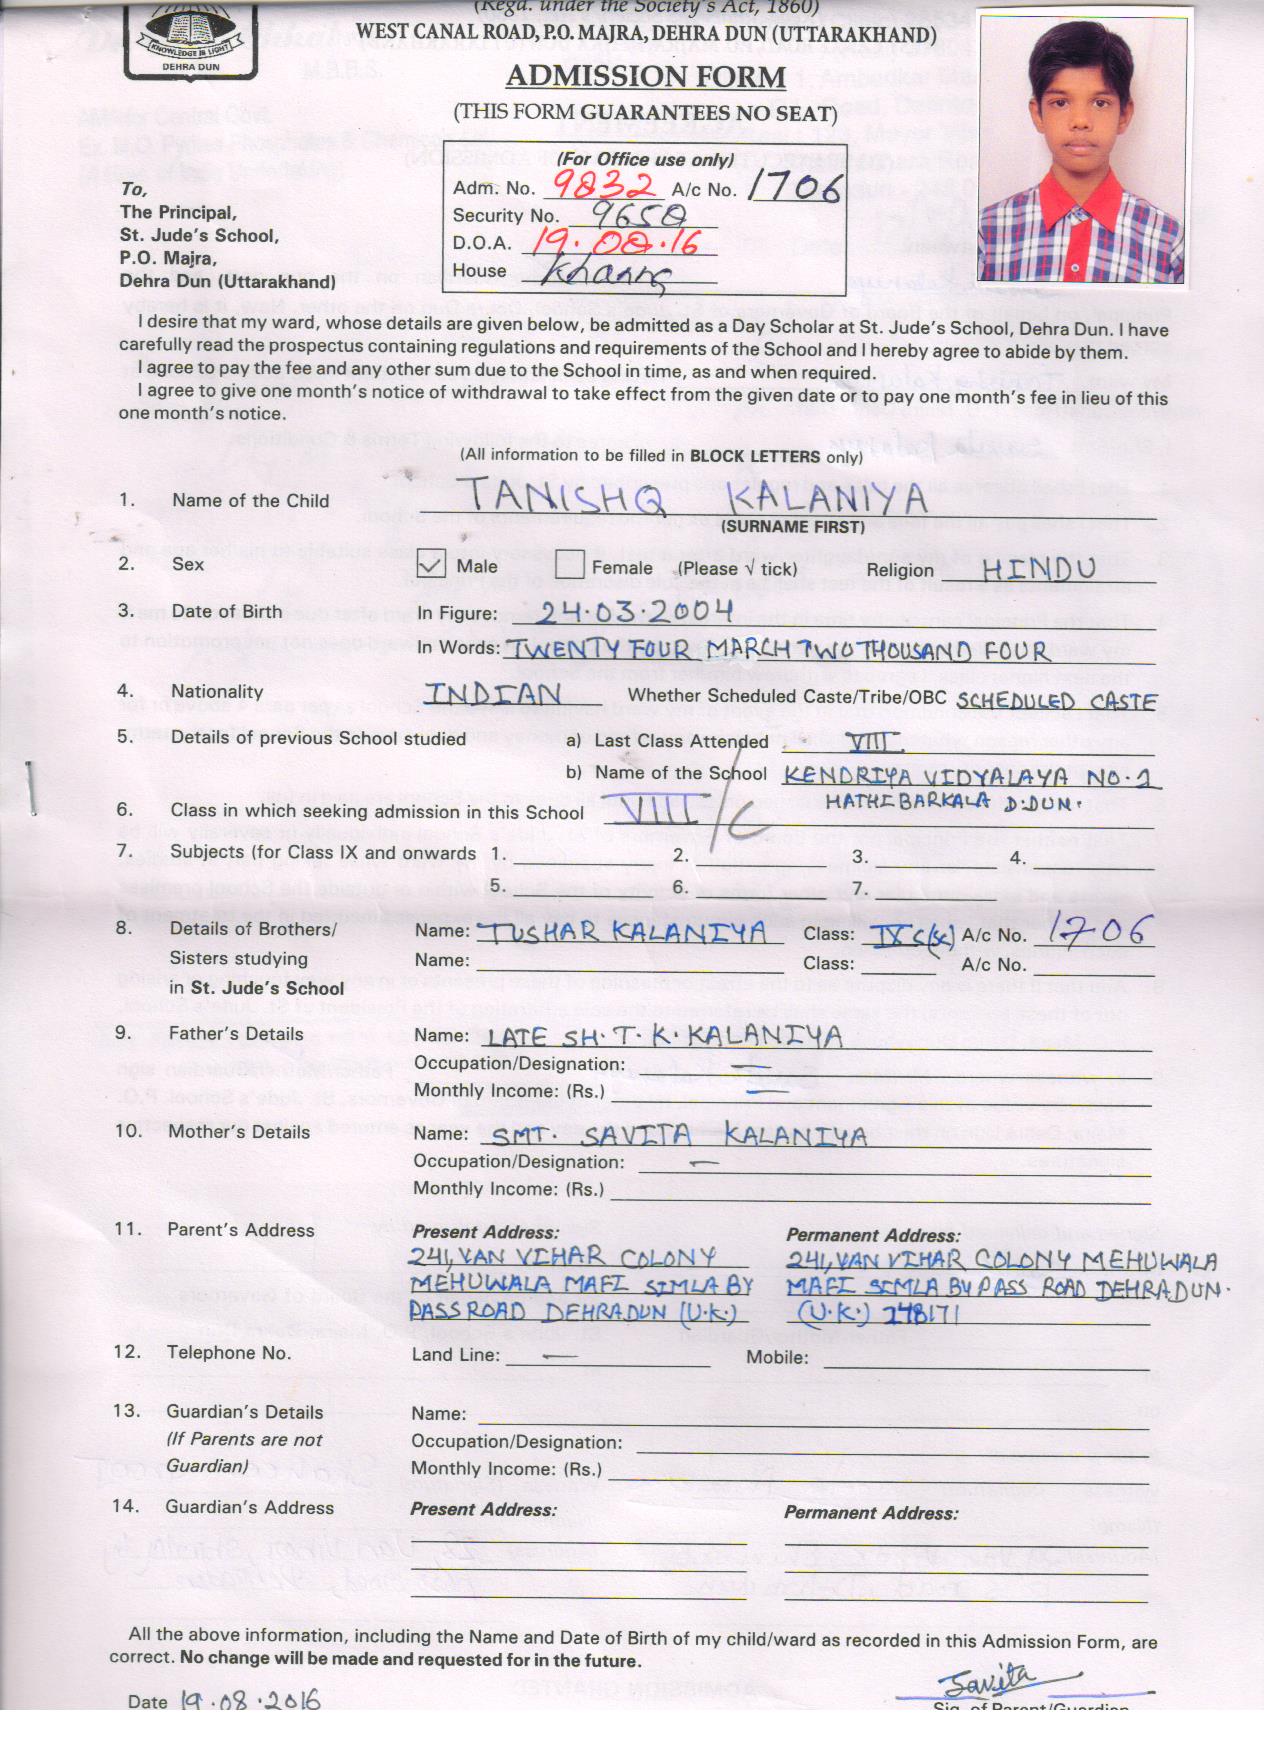 (Regd. under the Society's Act, 1860)
WEST CANAL ROAD, P.O. MAJRA, DEHRA DUN (UTTARAKHAND)
KNOWLEDGE IS LIGHT
DEHRA DUN
ADMISSION FORM
(THIS FORM GUARANTEES NO SEAT)
(For Office use only)
Adm. No. 9832 A/c No. 1706
Security No. 9650
D.O.A. 19.08.16
House
To,
The Principal,
St. Jude's School,
P.O. Majra,
Dehra Dun (Uttarakhand)
I desire that my ward, whose details are given below, be admitted as a Day Scholar at St. Jude's School, Dehra Dun. I have
carefully read the prospectus containing regulations and requirements of the School and I hereby agree to abide by them.
I agree to pay the fee and any other sum due to the School in time, as and when required.
I agree to give one month's notice of withdrawal to take effect from the given date or to pay one month's fee in lieu of this
one month's notice.
(All information to be filled in BLOCK LETTERS only)
1. Name of the Child TANISHQ KALANIYA
(SURNAME FIRST)
2. Sex ✓ Male Female (Please √ tick) Religion HINDU
3. Date of Birth In Figure: 24.03.2004
In Words: TWENTY FOUR MARCH TWO THOUSAND FOUR
4. Nationality INDIAN Whether Scheduled Caste/Tribe/OBC SCHEDULED CASTE
5. Details of previous School studied a) Last Class Attended VIII.
b) Name of the School KENDRIYA VIDYALAYA NO.1
HATHIBARKALA D.DUN.
6. Class in which seeking admission in this School VIII/C
7. Subjects (for Class IX and onwards 1. 2. 3. 4.
5. 6. 7.
8. Details of Brothers/ Name: TUSHAR KALANIYA Class: IX C(Sc) A/c No. 1706
Sisters studying Name: Class: A/c No.
in St. Jude's School
9. Father's Details Name: LATE SH. T. K. KALANIYA
Occupation/Designation: —
Monthly Income: (Rs.) —
10. Mother's Details Name: SMT. SAVITA KALANIYA
Occupation/Designation: —
Monthly Income: (Rs.)
11. Parent's Address Present Address: Permanent Address:
241, VAN VIHAR COLONY 241, VAN VIHAR COLONY MEHUWALA
MEHUWALA MAFI SIMLA BY MAFI SIMLA BY PASS ROAD DEHRADUN.
PASS ROAD DEHRADUN (U.K.) (U.K.) 248171
12. Telephone No. Land Line: — Mobile:
13. Guardian's Details Name:
(If Parents are not Occupation/Designation:
Guardian) Monthly Income: (Rs.)
14. Guardian's Address Present Address: Permanent Address:
All the above information, including the Name and Date of Birth of my child/ward as recorded in this Admission Form, are
correct. No change will be made and requested for in the future.
Savita
Date 19.08.2016
Sig. of Parent/Guardian